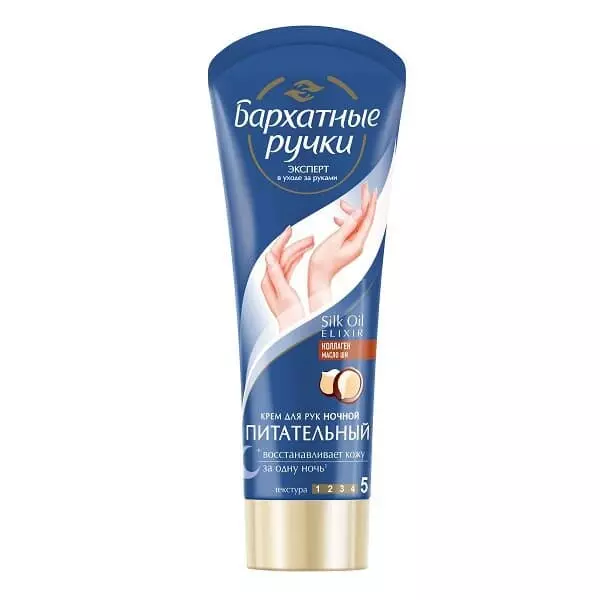 Бархатные
ручки
ЭКСПЕРТ
в уходе за руками
Silk Oil
ELIXIR
КОЛЛАГЕН
МАСЛО ШИ
КРЕМ ДЛЯ РУК НОЧНОЙ
ПИТАТЕЛЬНЫЙ
+ восстанавливает кожу
за одну ночь¹
текстура 1 2 3 4 5